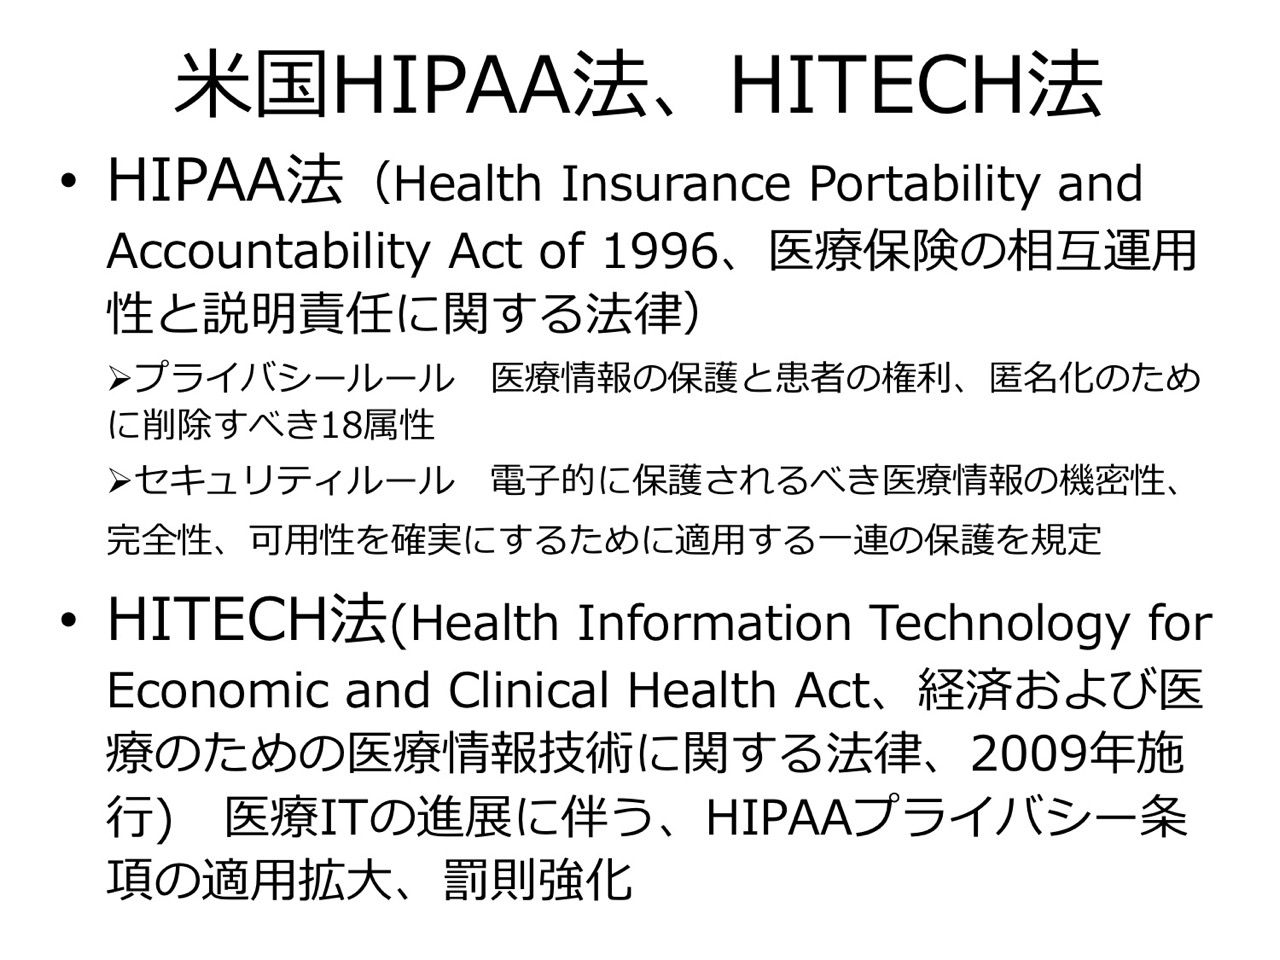 米国HIPAA法、HITECH法
• HIPAA法（Health Insurance Portability and
Accountability Act of 1996、医療保険の相互運用
性と説明責任に関する法律）
➢プライバシールール　医療情報の保護と患者の権利、匿名化のため
に削除すべき18属性
➢セキュリティルール　電子的に保護されるべき医療情報の機密性、
完全性、可用性を確実にするために適用する一連の保護を規定
• HITECH法(Health Information Technology for
Economic and Clinical Health Act、経済および医
療のための医療情報技術に関する法律、2009年施
行)　医療ITの進展に伴う、HIPAAプライバシー条
項の適用拡大、罰則強化